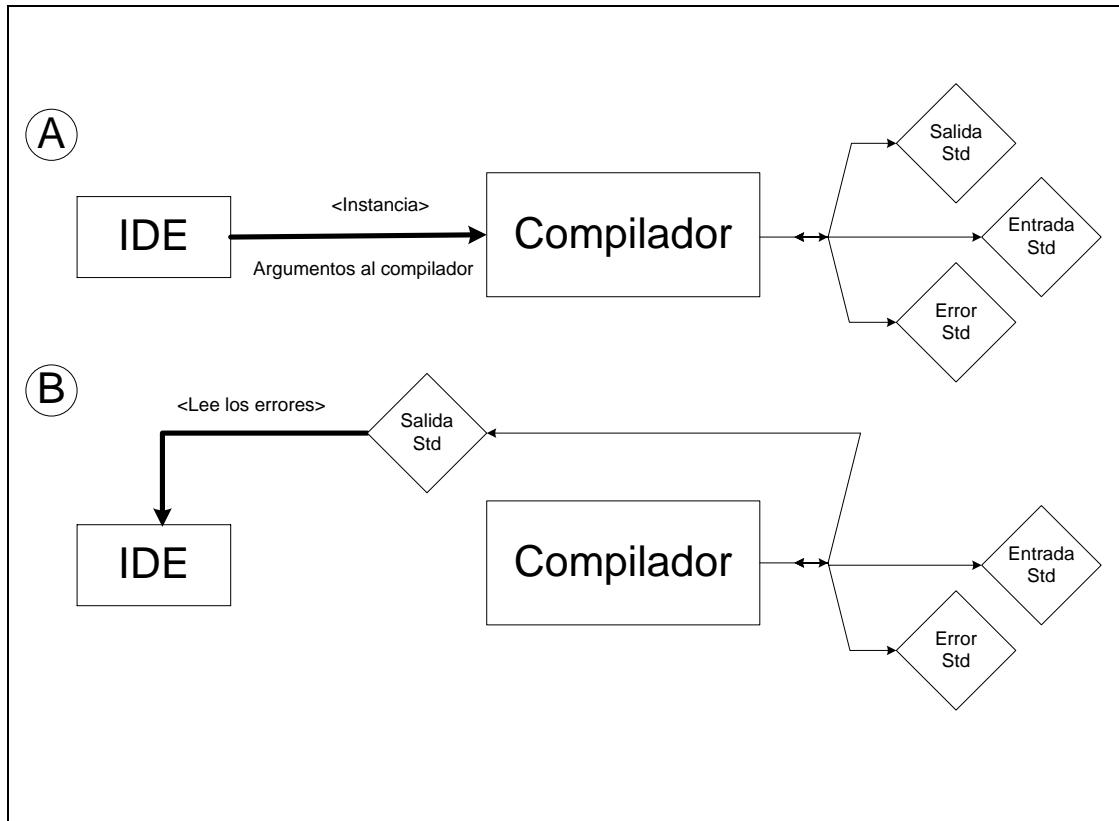 A
IDE
<Instancia>
Argumentos al compilador
Compilador
Salida
Std
Entrada
Std
Error
Std
B
<Lee los errores>
Salida
Std
IDE
Compilador
Entrada
Std
Error
Std